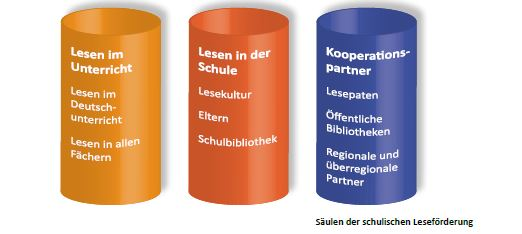 Lesen im
Unterricht
Lesen im
Deutsch-
unterricht
Lesen in allen
Fächern
Lesen in der
Schule
Lesekultur
Eltern
Schulbibliothek
Kooperations-
partner
Lesepaten
Öffentliche
Bibliotheken
Regionale und
überregionale
Partner
Säulen der schulischen Leseförderung